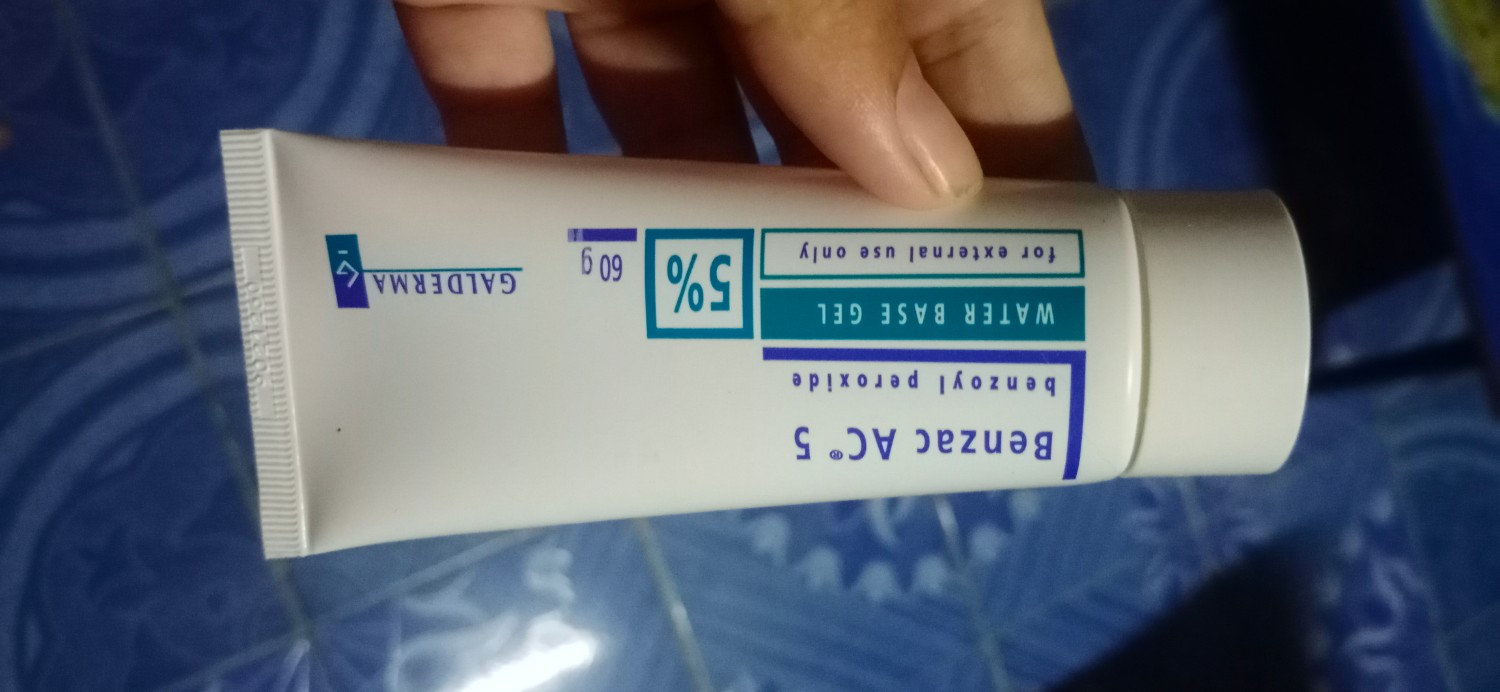 Benzac AC® 5
benzoyl peroxide
WATER BASE GEL
for external use only
5%
60 g
GALDERMA